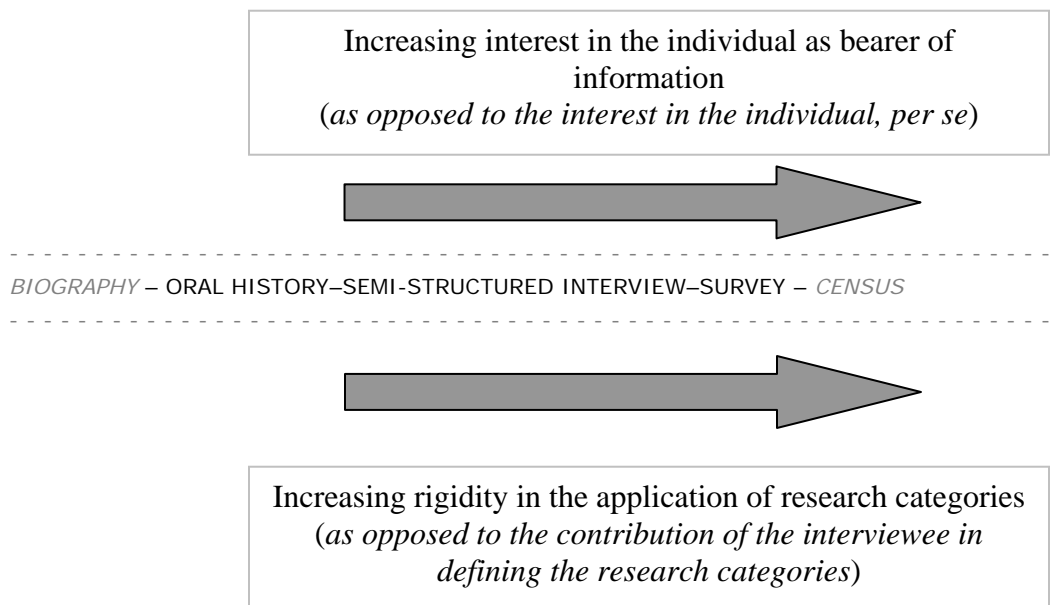 Increasing interest in the individual as bearer of
information
(as opposed to the interest in the individual, per se)
BIOGRAPHY – ORAL HISTORY–SEMI-STRUCTURED INTERVIEW–SURVEY – CENSUS
Increasing rigidity in the application of research categories
(as opposed to the contribution of the interviewee in
defining the research categories)